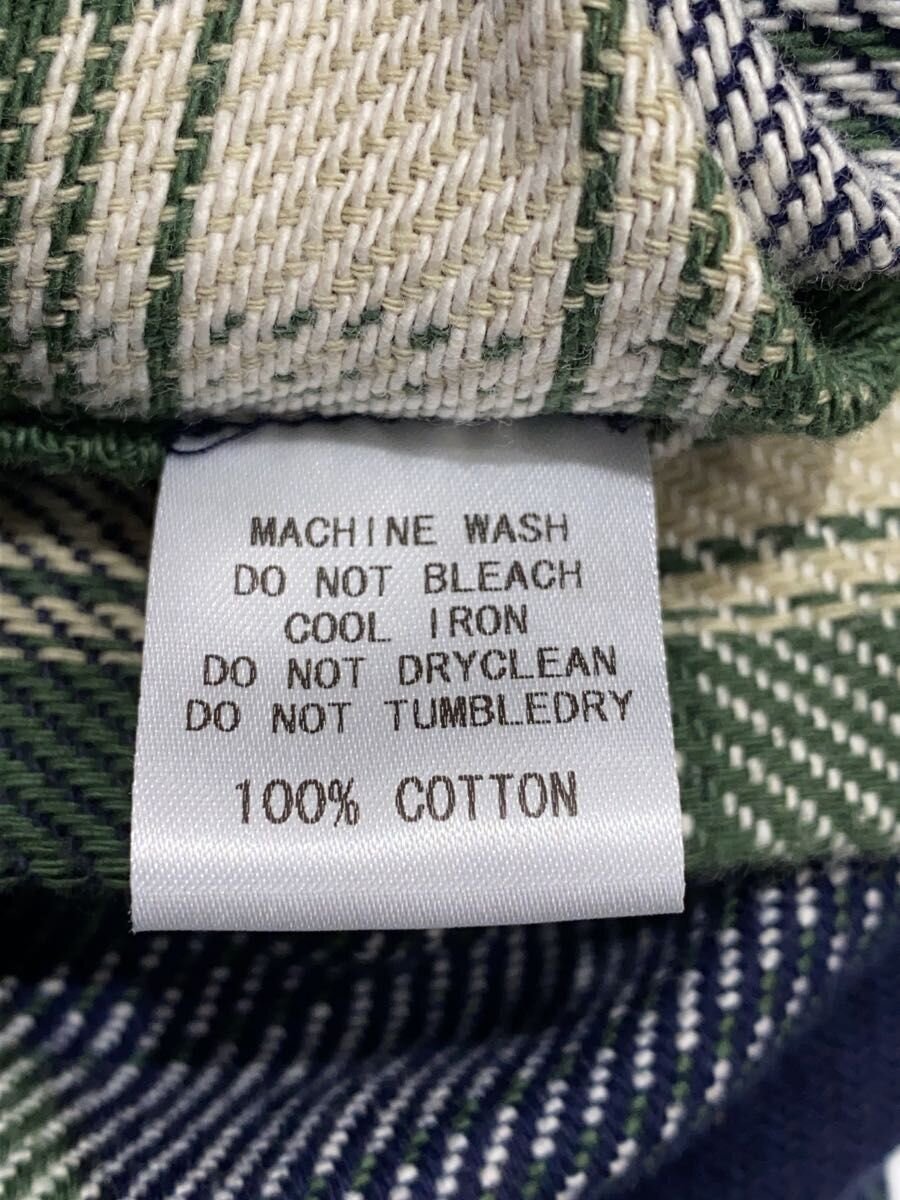 MACHINE WASH
DO NOT BLEACH
COOL IRON
DO NOT DRYCLEAN
DO NOT TUMBLEDRY
100% COTTON